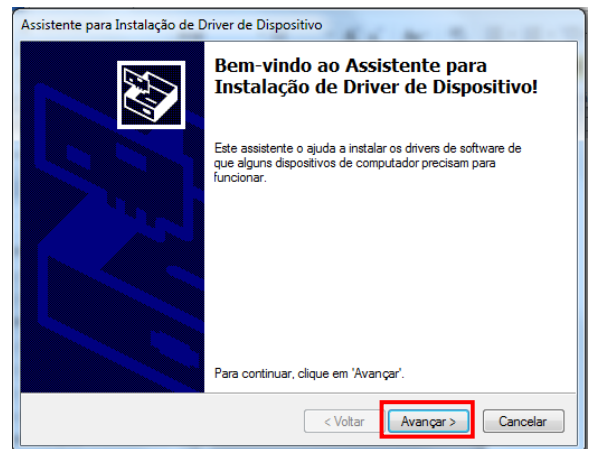 Assistente para Instalação de Driver de Dispositivo
Bem-vindo ao Assistente para
Instalação de Driver de Dispositivo!
Este assistente o ajuda a instalar os drivers de software de
que alguns dispositivos de computador precisam para
funcionar.
Para continuar, clique em 'Avançar'.
< Voltar
Avançar >
Cancelar